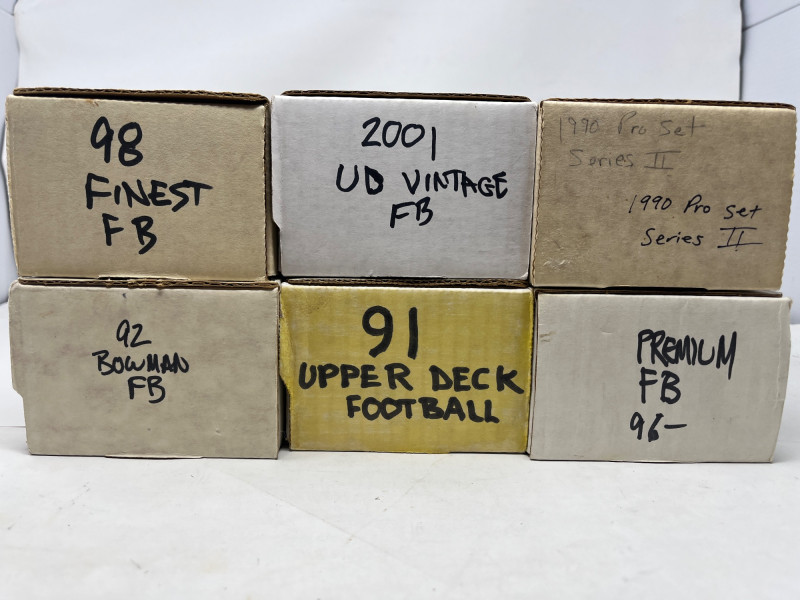 98
FINEST
FB
2001
UD VINTAGE
FB
1990 Pro Set
Series II
1990 Pro Set
Series II
92
BOWMAN
FB
91
UPPER DECK
FOOTBALL
PREMIUM
FB
96-